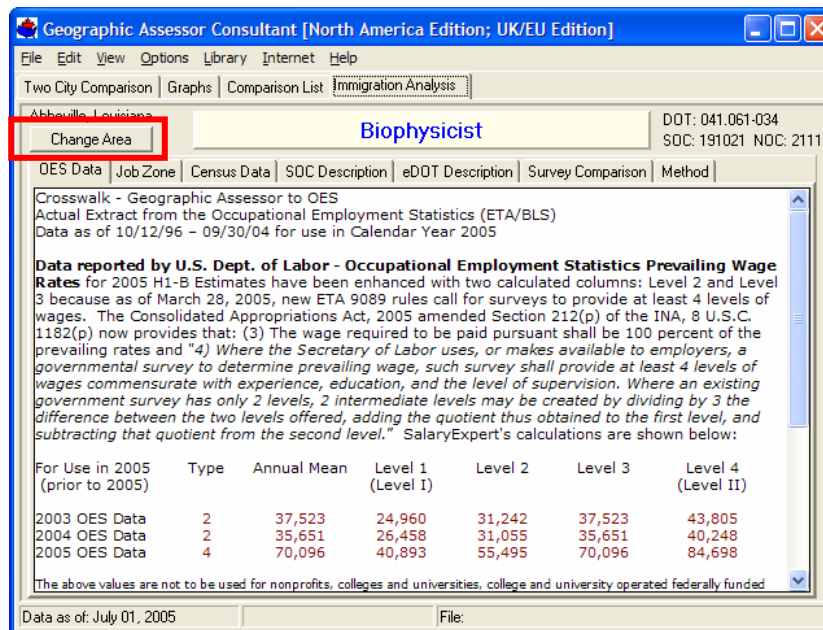 Geographic Assessor Consultant [North America Edition; UK/EU Edition]
File Edit View Options Library Internet Help
Two City Comparison Graphs Comparison List Immigration Analysis
Abbeville, Louisiana
Change Area
Biophysicist
DOT: 041.061-034
SOC: 191021 NOC: 2111
OES Data Job Zone Census Data SOC Description eDOT Description Survey Comparison Method
Crosswalk - Geographic Assessor to OES
Actual Extract from the Occupational Employment Statistics (ETA/BLS)
Data as of 10/12/96 – 09/30/04 for use in Calendar Year 2005
Data reported by U.S. Dept. of Labor - Occupational Employment Statistics Prevailing Wage
Rates for 2005 H1-B Estimates have been enhanced with two calculated columns: Level 2 and Level
3 because as of March 28, 2005, new ETA 9089 rules call for surveys to provide at least 4 levels of
wages. The Consolidated Appropriations Act, 2005 amended Section 212(p) of the INA, 8 U.S.C.
1182(p) now provides that: (3) The wage required to be paid pursuant shall be 100 percent of the
prevailing rates and "4) Where the Secretary of Labor uses, or makes available to employers, a
governmental survey to determine prevailing wage, such survey shall provide at least 4 levels of
wages commensurate with experience, education, and the level of supervision. Where an existing
government survey has only 2 levels, 2 intermediate levels may be created by dividing by 3 the
difference between the two levels offered, adding the quotient thus obtained to the first level, and
subtracting that quotient from the second level." SalaryExpert's calculations are shown below:
For Use in 2005 Type Annual Mean Level 1 Level 2 Level 3 Level 4
(prior to 2005) (Level I) (Level II)
2003 OES Data 2 37,523 24,960 31,242 37,523 43,805
2004 OES Data 2 35,651 26,458 31,055 35,651 40,248
2005 OES Data 4 70,096 40,893 55,495 70,096 84,698
The above values are not to be used for nonprofits, colleges and universities, college and university operated federally funded
Data as of: July 01, 2005 File: